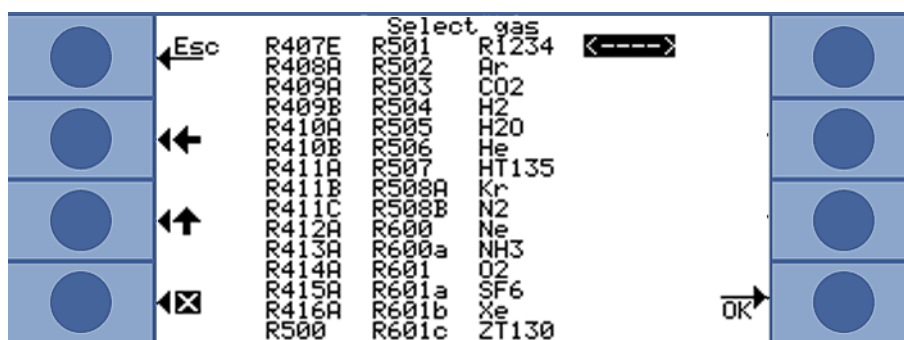 Select gas
Esc R407E R501 R1234 <---->
R408A R502 Ar
R409A R503 CO2
R409B R504 H2
R410A R505 H2O
R410B R506 He
R411A R507 HT135
R411B R508A Kr
R411C R508B N2
R412A R600 Ne
R413A R600a NH3
R414A R601 O2
R415A R601a SF6
R416A R601b Xe OK
R500 R601c ZT130